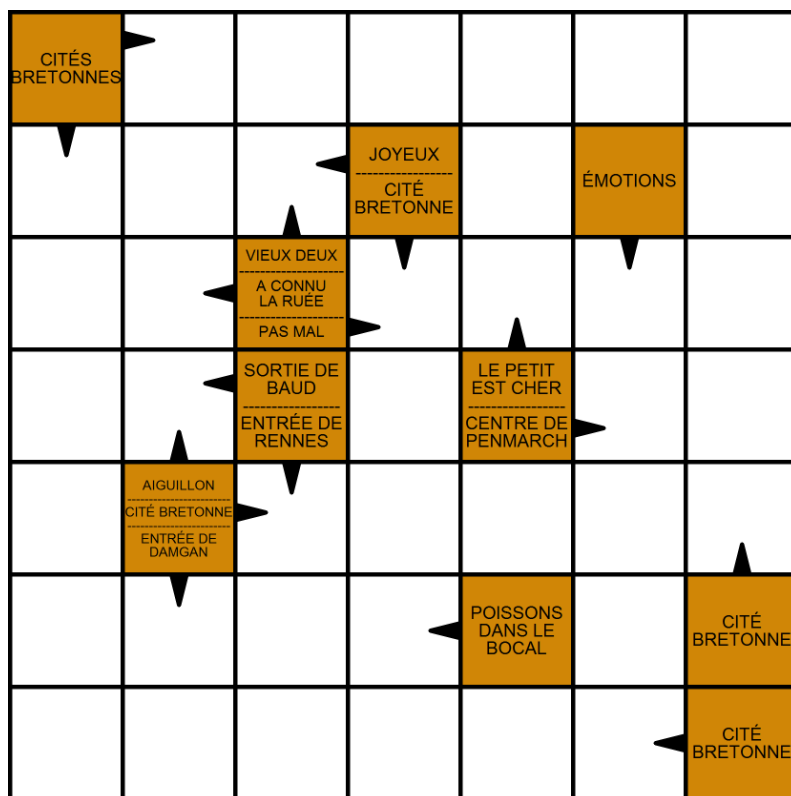 CITÉS
BRETONNES
JOYEUX
CITÉ
BRETONNE
ÉMOTIONS
VIEUX DEUX
A CONNU
LA RUÉE
PAS MAL
SORTIE DE
BAUD
ENTRÉE DE
RENNES
LE PETIT
EST CHER
CENTRE DE
PENMARCH
AIGUILLON
CITÉ BRETONNE
ENTRÉE DE
DAMGAN
POISSONS
DANS LE
BOCAL
CITÉ
BRETONNE
CITÉ
BRETONNE